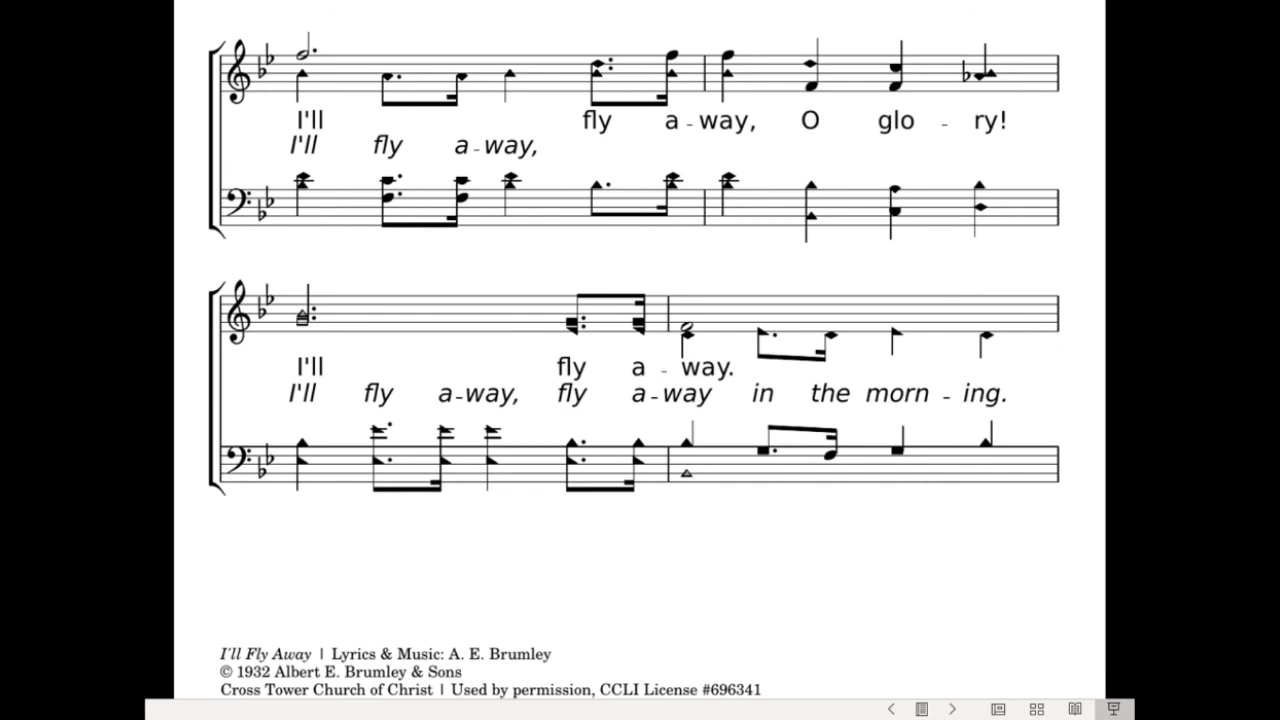 I'll fly a - way, O glo - ry!
I'll fly a - way,
I'll fly a - way.
I'll fly a - way, fly a - way in the morn - ing.
I'll Fly Away | Lyrics & Music: A. E. Brumley
© 1932 Albert E. Brumley & Sons
Cross Tower Church of Christ | Used by permission, CCLI License #696341